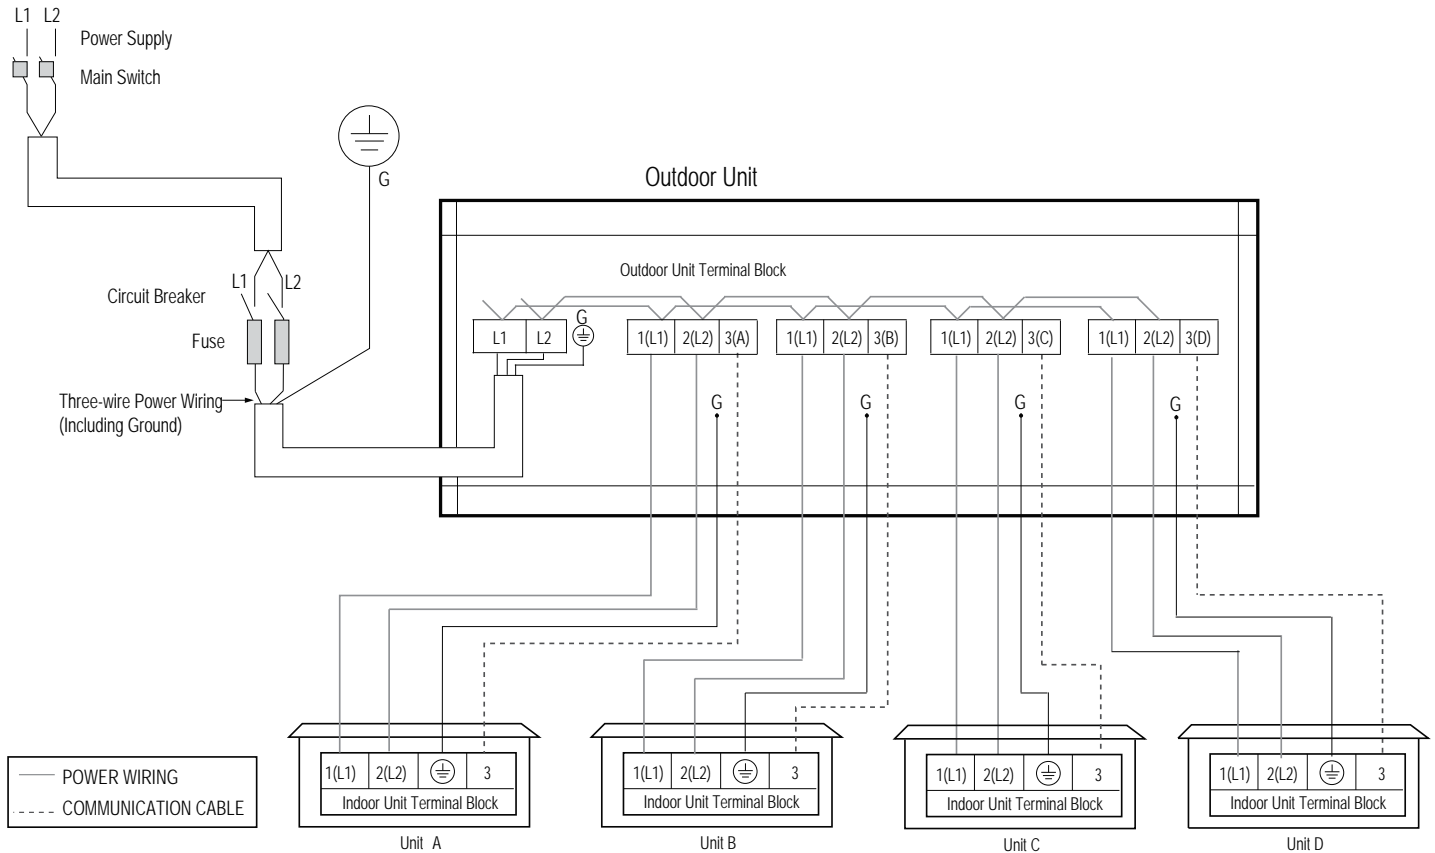 L1 L2
Power Supply
Main Switch
G
Outdoor Unit
Outdoor Unit Terminal Block
L1 L2
Circuit Breaker
Fuse
Three-wire Power Wiring
(Including Ground)
L1 L2 G
1(L1) 2(L2) 3(A)
1(L1) 2(L2) 3(B)
1(L1) 2(L2) 3(C)
1(L1) 2(L2) 3(D)
G G G G
1(L1) 2(L2) 3
Indoor Unit Terminal Block
Unit A
1(L1) 2(L2) 3
Indoor Unit Terminal Block
Unit B
1(L1) 2(L2) 3
Indoor Unit Terminal Block
Unit C
1(L1) 2(L2) 3
Indoor Unit Terminal Block
Unit D
POWER WIRING
COMMUNICATION CABLE